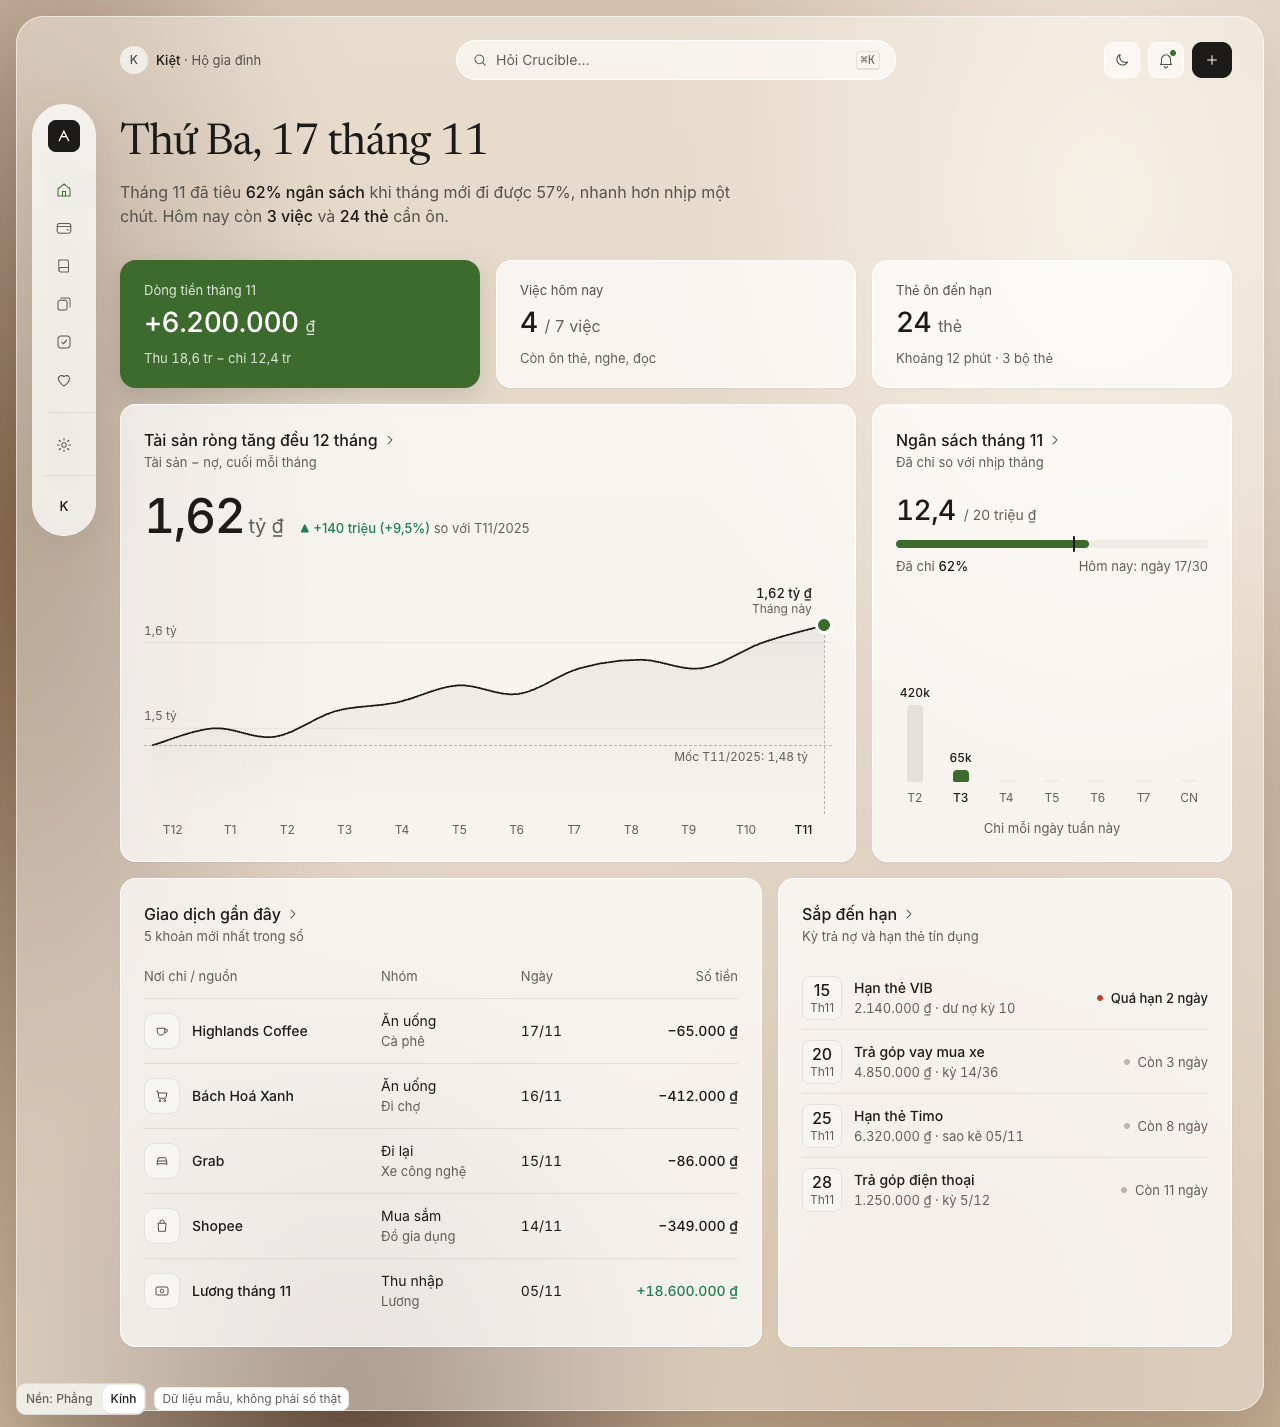 K
Kiệt · Hộ gia đình
Hỏi Crucible...
⌘K
Thứ Ba, 17 tháng 11
Tháng 11 đã tiêu 62% ngân sách khi tháng mới đi được 57%, nhanh hơn nhịp một
chút. Hôm nay còn 3 việc và 24 thẻ cần ôn.
K
Dòng tiền tháng 11
+6.200.000 ₫
Thu 18,6 tr − chi 12,4 tr
Việc hôm nay
4 / 7 việc
Còn ôn thẻ, nghe, đọc
Thẻ ôn đến hạn
24 thẻ
Khoảng 12 phút · 3 bộ thẻ
Tài sản ròng tăng đều 12 tháng
Tài sản − nợ, cuối mỗi tháng
1,62 tỷ ₫ ▲ +140 triệu (+9,5%) so với T11/2025
1,62 tỷ ₫
Tháng này
1,6 tỷ
1,5 tỷ
Mốc T11/2025: 1,48 tỷ
T12 T1 T2 T3 T4 T5 T6 T7 T8 T9 T10 T11
Ngân sách tháng 11
Đã chi so với nhịp tháng
12,4 / 20 triệu ₫
Đã chi 62% Hôm nay: ngày 17/30
420k
65k
T2 T3 T4 T5 T6 T7 CN
Chi mỗi ngày tuần này
Giao dịch gần đây
5 khoản mới nhất trong sổ
Nơi chi / nguồn Nhóm Ngày Số tiền
Highlands Coffee Ăn uống 17/11 −65.000 ₫
Cà phê
Bách Hoá Xanh Ăn uống 16/11 −412.000 ₫
Đi chợ
Grab Đi lại 15/11 −86.000 ₫
Xe công nghệ
Shopee Mua sắm 14/11 −349.000 ₫
Đồ gia dụng
Lương tháng 11 Thu nhập 05/11 +18.600.000 ₫
Lương
Sắp đến hạn
Kỳ trả nợ và hạn thẻ tín dụng
15 Hạn thẻ VIB Quá hạn 2 ngày
Th11 2.140.000 ₫ · dư nợ kỳ 10
20 Trả góp vay mua xe Còn 3 ngày
Th11 4.850.000 ₫ · kỳ 14/36
25 Hạn thẻ Timo Còn 8 ngày
Th11 6.320.000 ₫ · sao kê 05/11
28 Trả góp điện thoại Còn 11 ngày
Th11 1.250.000 ₫ · kỳ 5/12
Nền: Phẳng Kính Dữ liệu mẫu, không phải số thật